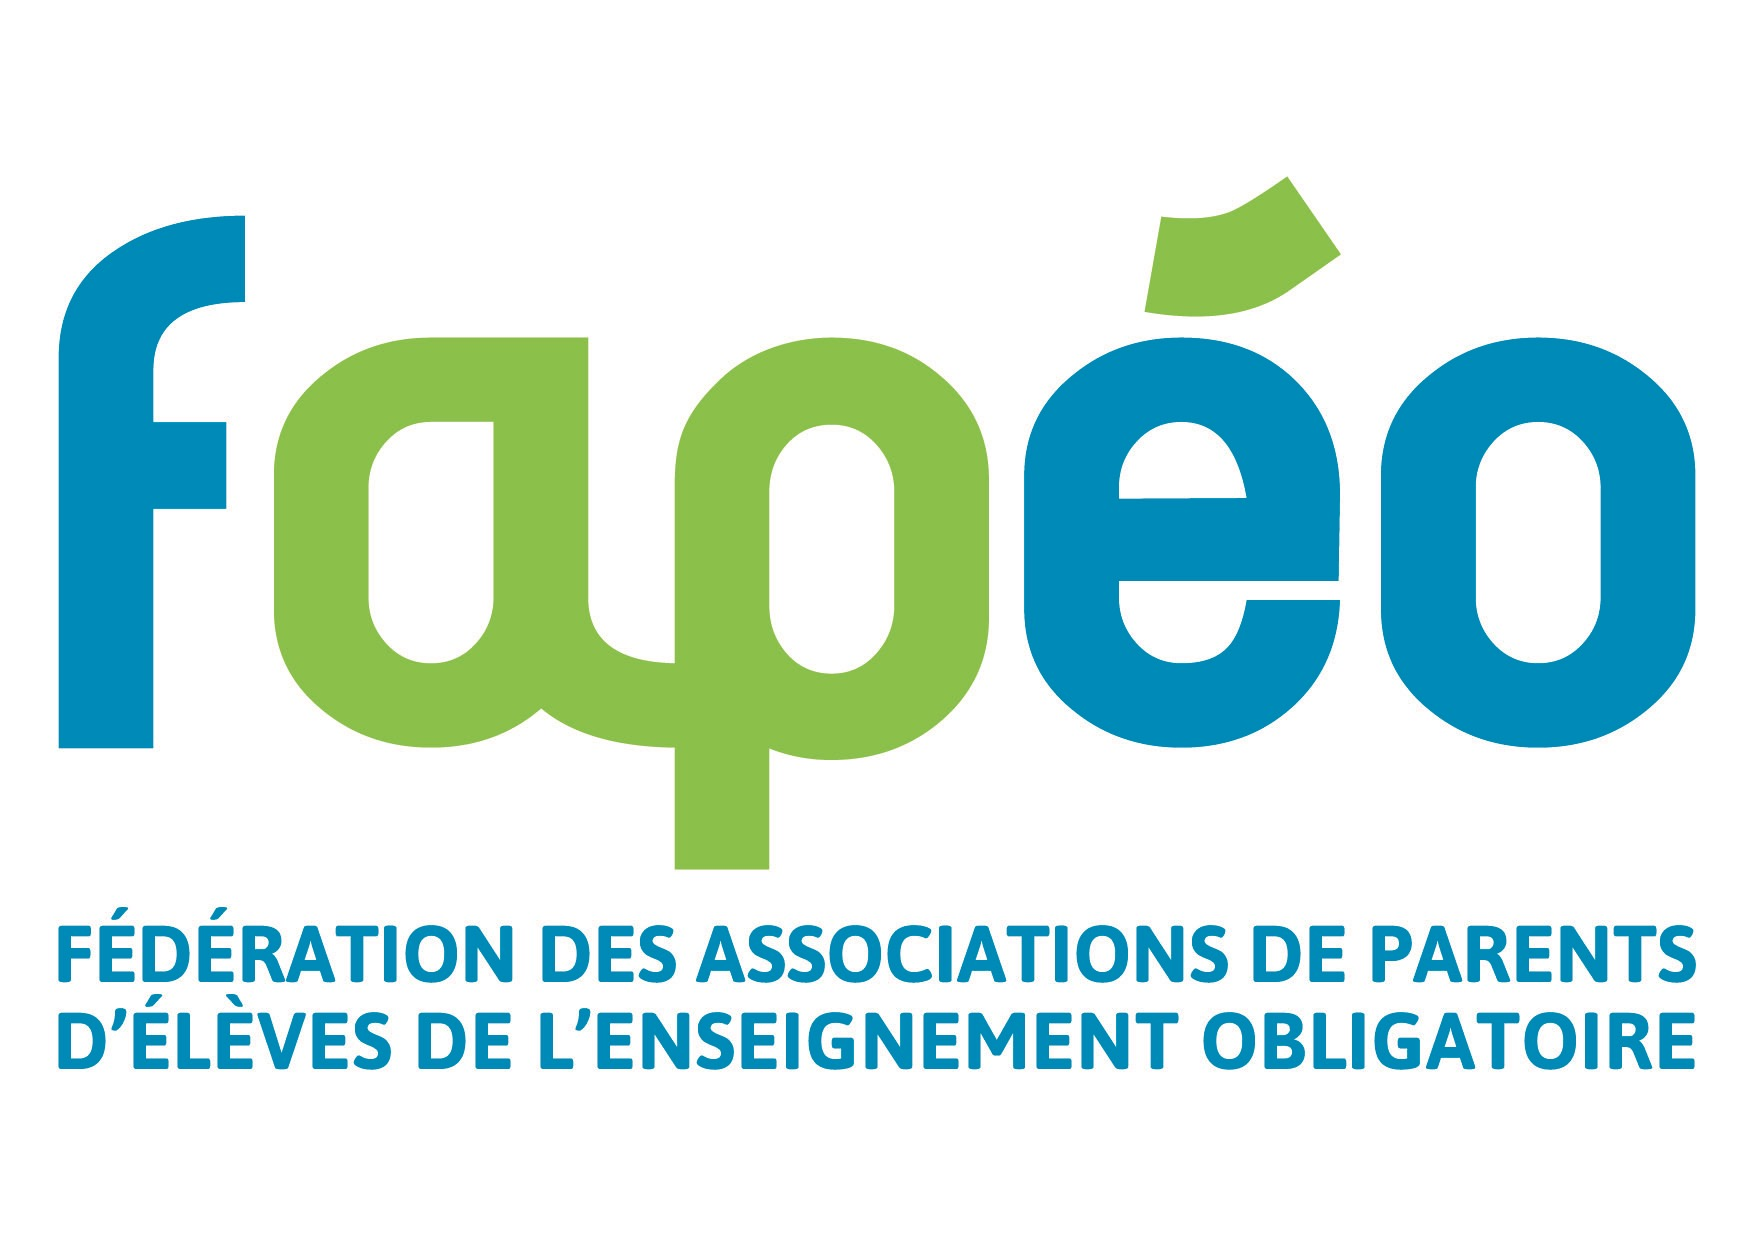 fapéo
FÉDÉRATION DES ASSOCIATIONS DE PARENTS
D’ÉLÈVES DE L’ENSEIGNEMENT OBLIGATOIRE